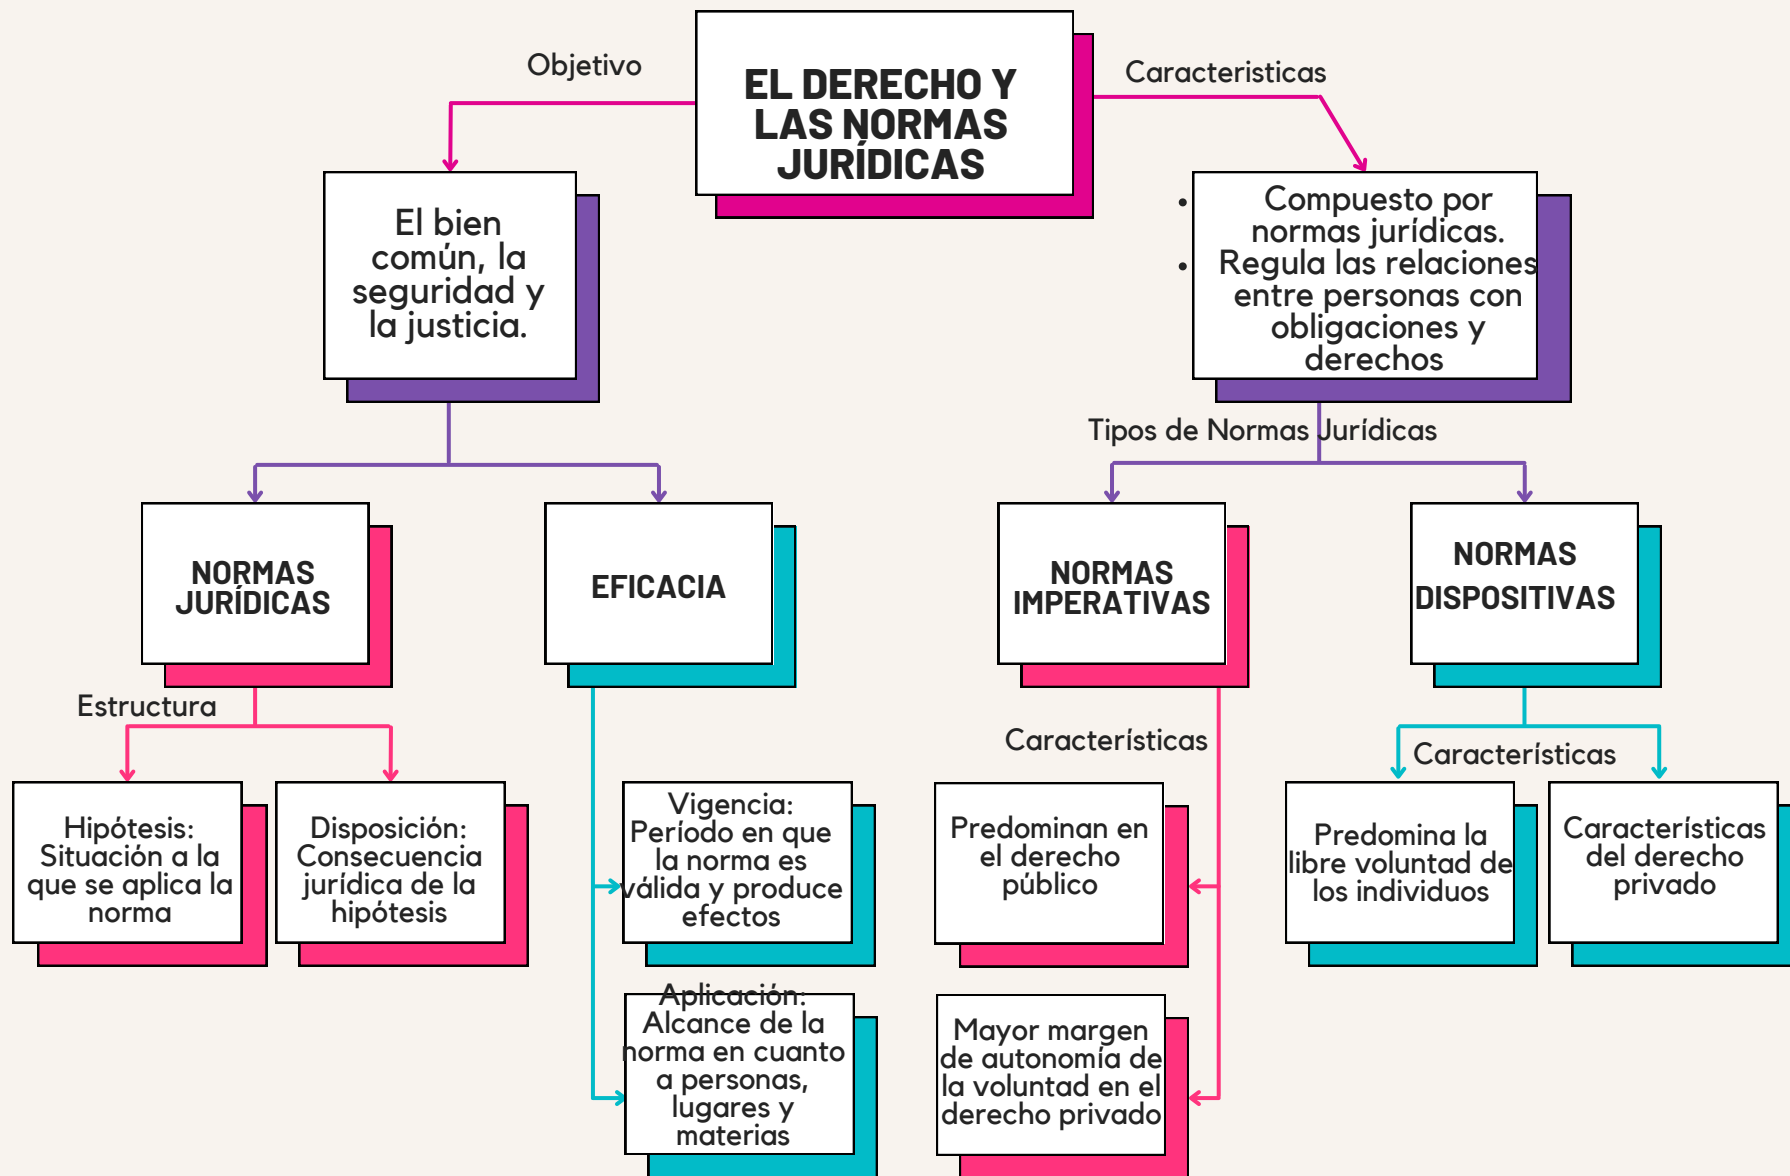 EL DERECHO Y
LAS NORMAS
JURÍDICAS
Objetivo
Caracteristicas
El bien
común, la
seguridad y
la justicia.
• Compuesto por
normas jurídicas.
• Regula las relaciones
entre personas con
obligaciones y
derechos
Tipos de Normas Jurídicas
NORMAS
JURÍDICAS
EFICACIA
NORMAS
IMPERATIVAS
NORMAS
DISPOSITIVAS
Estructura
Hipótesis:
Situación a la
que se aplica la
norma
Disposición:
Consecuencia
jurídica de la
hipótesis
Vigencia:
Período en que
la norma es
válida y produce
efectos
Aplicación:
Alcance de la
norma en cuanto
a personas,
lugares y
materias
Características
Predominan en
el derecho
público
Mayor margen
de autonomía de
la voluntad en el
derecho privado
Características
Predomina la
libre voluntad de
los individuos
Características
del derecho
privado